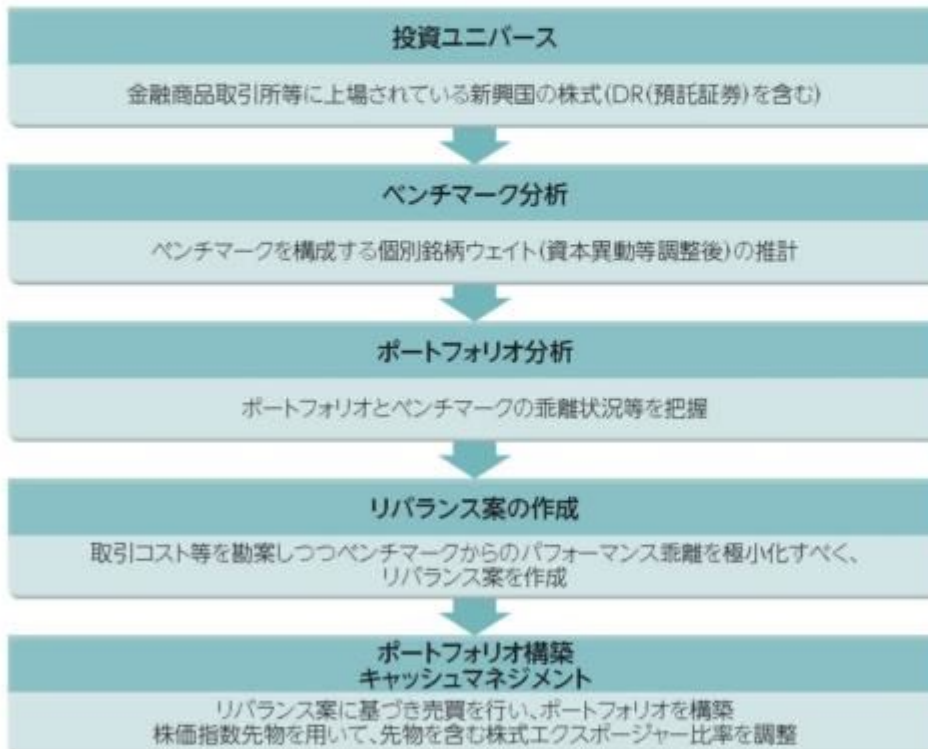 投資ユニバース
金融商品取引所等に上場されている新興国の株式(DR(預託証券)を含む)
ベンチマーク分析
ベンチマークを構成する個別銘柄ウェイト(資本異動等調整後)の推計
ポートフォリオ分析
ポートフォリオとベンチマークの乖離状況等を把握
リバランス案の作成
取引コスト等を勘案しつつベンチマークからのパフォーマンス乖離を極小化すべく、
リバランス案を作成
ポートフォリオ構築
キャッシュマネジメント
リバランス案に基づき売買を行い、ポートフォリオを構築
株価指数先物を用いて、先物を含む株式エクスポージャー比率を調整